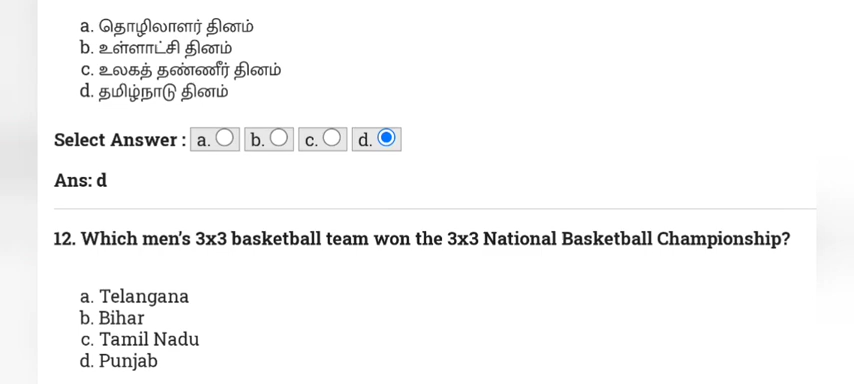 a. தொழிலாளர் தினம்
b. உள்ளாட்சி தினம்
c. உலகத் தண்ணீர் தினம்
d. தமிழ்நாடு தினம்
Select Answer : a. b. c. d.
Ans: d
12. Which men's 3x3 basketball team won the 3x3 National Basketball Championship?
a. Telangana
b. Bihar
c. Tamil Nadu
d. Punjab